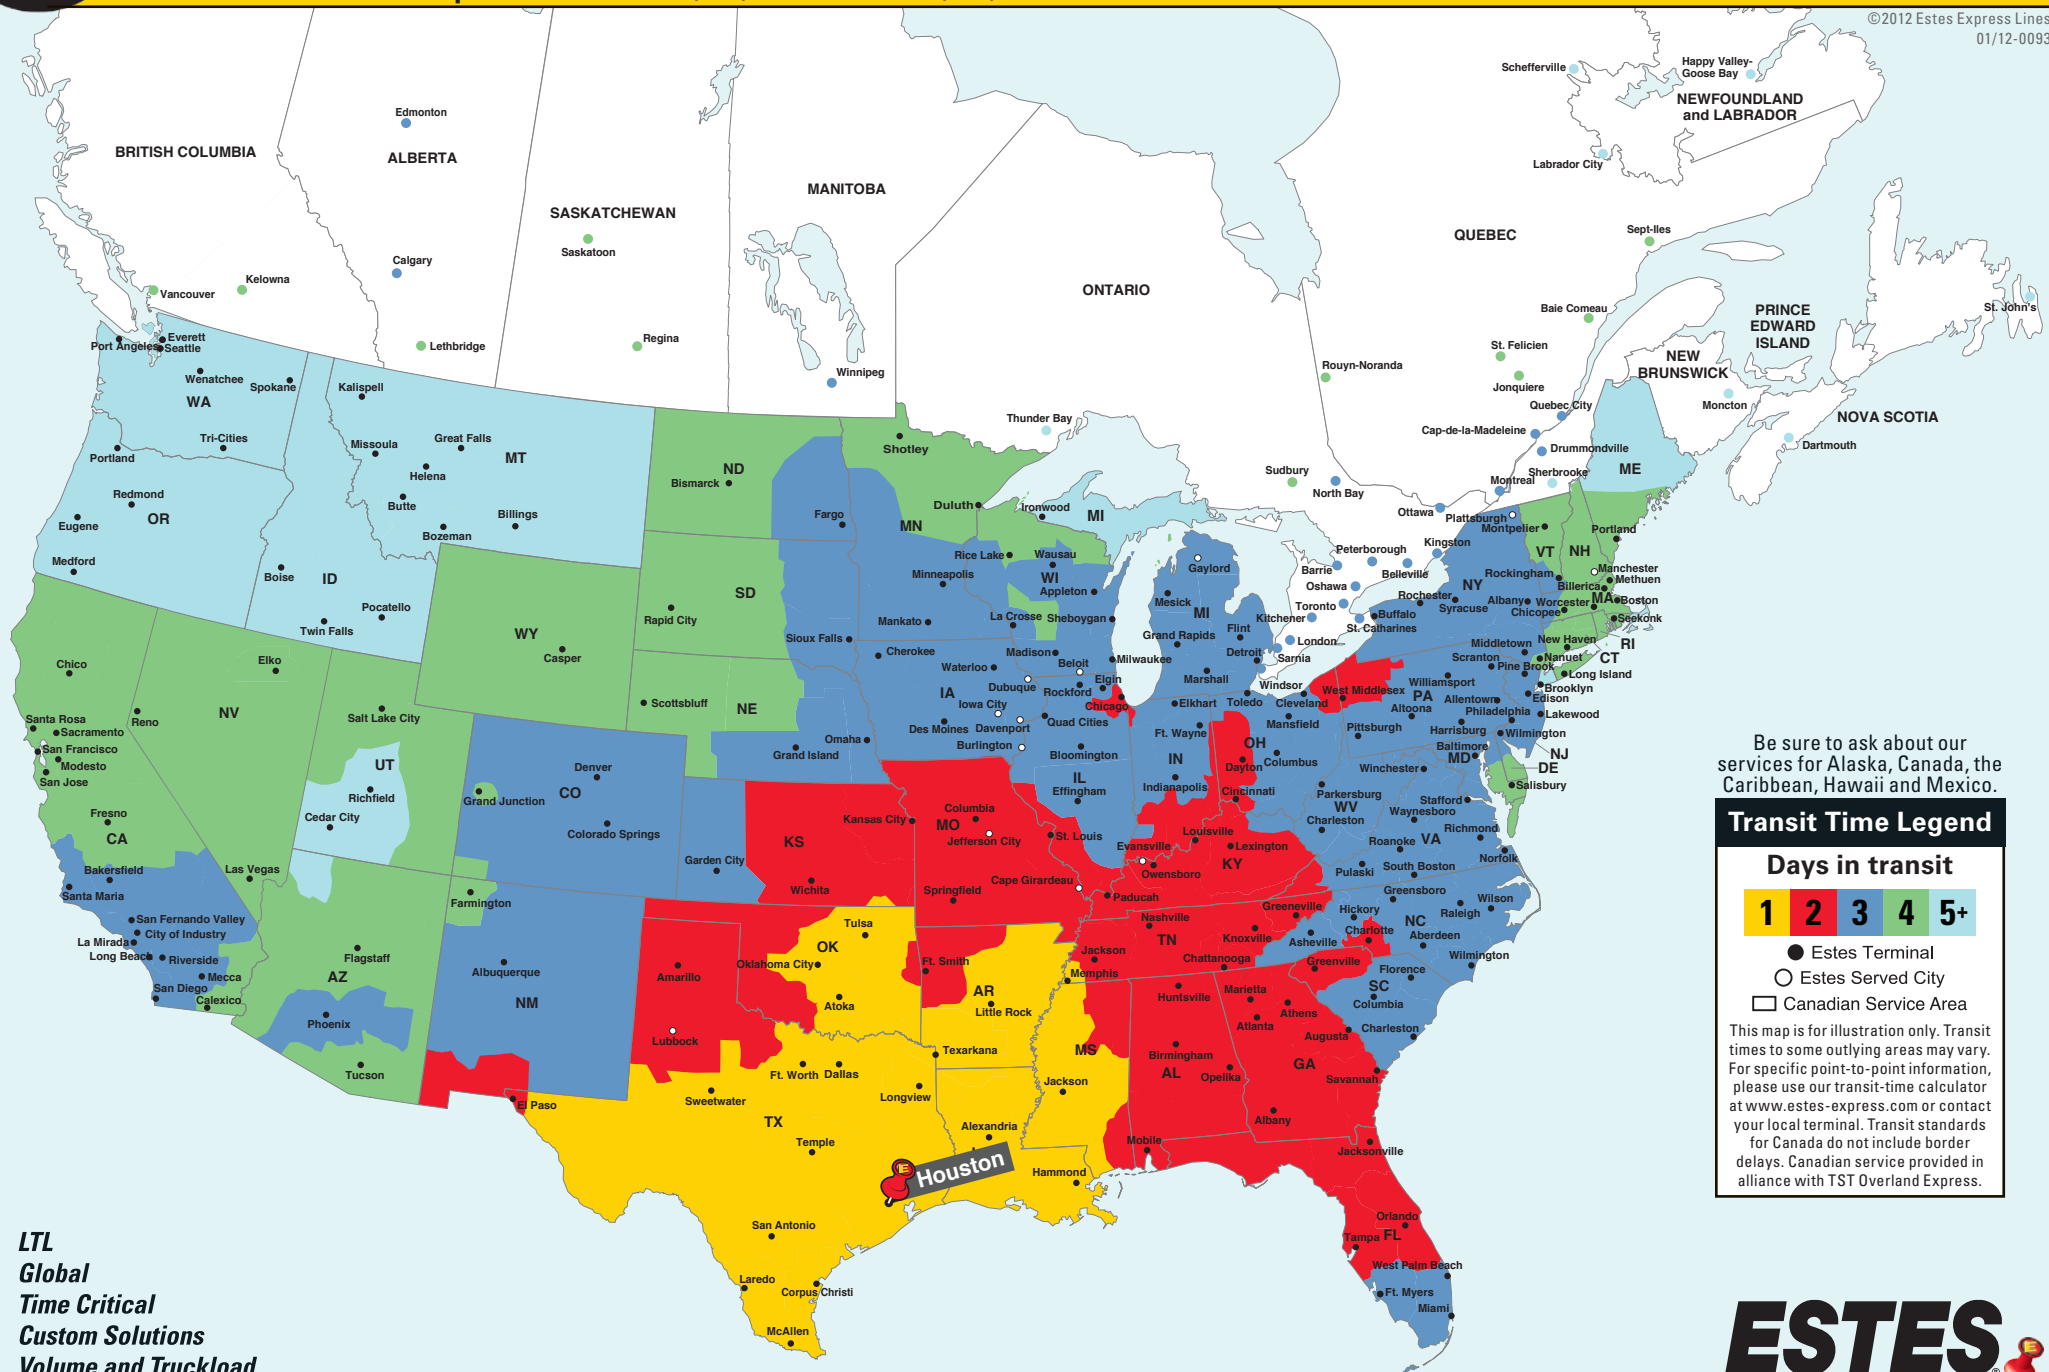 ©2012 Estes Express Lines
01/12-0093
Schefferville
Happy Valley-
Goose Bay
NEWFOUNDLAND
and LABRADOR
Labrador City
Edmonton
BRITISH COLUMBIA
ALBERTA
MANITOBA
SASKATCHEWAN
Saskatoon
QUEBEC
Sept-Iles
Calgary
Kelowna
Vancouver
ONTARIO
Baie Comeau
St. John's
PRINCE
EDWARD
ISLAND
Lethbridge
Regina
Winnipeg
St. Felicien
Rouyn-Noranda
Jonquiere
NEW
BRUNSWICK
Moncton
NOVA SCOTIA
Dartmouth
Quebec City
Cap-de-la-Madeleine
Drummondville
Sherbrooke
Montreal
Thunder Bay
Sudbury
North Bay
Ottawa
Kingston
Peterborough
Belleville
Barrie
Oshawa
Toronto
Kitchener
St. Catharines
London
Sarnia
Windsor
Port Angeles
Everett
Seattle
Wenatchee
Spokane
WA
Tri-Cities
Portland
Redmond
OR
Eugene
Medford
Kalispell
Missoula
Great Falls
MT
Helena
Butte
Bozeman
Billings
Boise
ID
Pocatello
Twin Falls
ND
Bismarck
Fargo
Shotley
Duluth
MN
Minneapolis
Mankato
Ironwood
MI
Rice Lake
Wausau
WI
Appleton
La Crosse
Sheboygan
Madison
Beloit
Milwaukee
SD
Rapid City
Sioux Falls
WY
Casper
Scottsbluff
NE
Omaha
Grand Island
Cherokee
Waterloo
IA
Dubuque
Iowa City
Des Moines
Davenport
Burlington
Rockford
Elgin
Chicago
Quad Cities
Bloomington
IL
Effingham
Gaylord
Mesick
MI
Grand Rapids
Flint
Detroit
Marshall
Elkhart
Toledo
Cleveland
Ft. Wayne
IN
Indianapolis
Mansfield
OH
Dayton
Columbus
Cincinnati
West Middlesex
Williamsport
PA
Altoona
Allentown
Pittsburgh
Harrisburg
Philadelphia
Scranton
Middletown
Pine Brook
Plattsburgh
Montpelier
VT
NH
ME
Portland
Manchester
Methuen
Rockingham
Billerica
MA
Boston
Albany
Worcester
Chicopee
Seekonk
NY
Rochester
Syracuse
Buffalo
New Haven
RI
CT
Nanuet
Long Island
Brooklyn
Edison
Lakewood
Wilmington
NJ
DE
Baltimore
MD
Salisbury
Winchester
Stafford
Waynesboro
VA
Richmond
Roanoke
South Boston
Norfolk
Pulaski
Parkersburg
WV
Charleston
Chico
Santa Rosa
Sacramento
San Francisco
Modesto
San Jose
Fresno
CA
Bakersfield
Santa Maria
San Fernando Valley
City of Industry
La Mirada
Long Beach
Riverside
Mecca
San Diego
Calexico
Reno
NV
Elko
Las Vegas
Salt Lake City
UT
Richfield
Cedar City
Grand Junction
Denver
CO
Colorado Springs
Garden City
KS
Wichita
Kansas City
Columbia
MO
Jefferson City
St. Louis
Springfield
Cape Girardeau
Evansville
Louisville
Lexington
KY
Owensboro
Paducah
Nashville
TN
Greeneville
Knoxville
Jackson
Memphis
Chattanooga
Greensboro
Hickory
Wilson
Raleigh
NC
Charlotte
Asheville
Aberdeen
Wilmington
Greenville
Florence
SC
Columbia
Charleston
AZ
Flagstaff
Phoenix
Tucson
Farmington
Albuquerque
NM
Amarillo
Lubbock
El Paso
Tulsa
OK
Oklahoma City
Atoka
Ft. Smith
AR
Little Rock
Texarkana
Ft. Worth
Dallas
Longview
Sweetwater
TX
Temple
San Antonio
Laredo
Corpus Christi
McAllen
E
Houston
Alexandria
Hammond
MS
Jackson
Huntsville
Birmingham
AL
Opelika
Mobile
Marietta
Athens
Atlanta
Augusta
GA
Savannah
Albany
Jacksonville
Orlando
Tampa
FL
West Palm Beach
Ft. Myers
Miami
Be sure to ask about our
services for Alaska, Canada, the
Caribbean, Hawaii and Mexico.
Transit Time Legend
Days in transit
1 2 3 4 5+
Estes Terminal
Estes Served City
Canadian Service Area
This map is for illustration only. Transit
times to some outlying areas may vary.
For specific point-to-point information,
please use our transit-time calculator
at www.estes-express.com or contact
your local terminal. Transit standards
for Canada do not include border
delays. Canadian service provided in
alliance with TST Overland Express.
LTL
Global
Time Critical
Custom Solutions
Volume and Truckload
ESTES
E